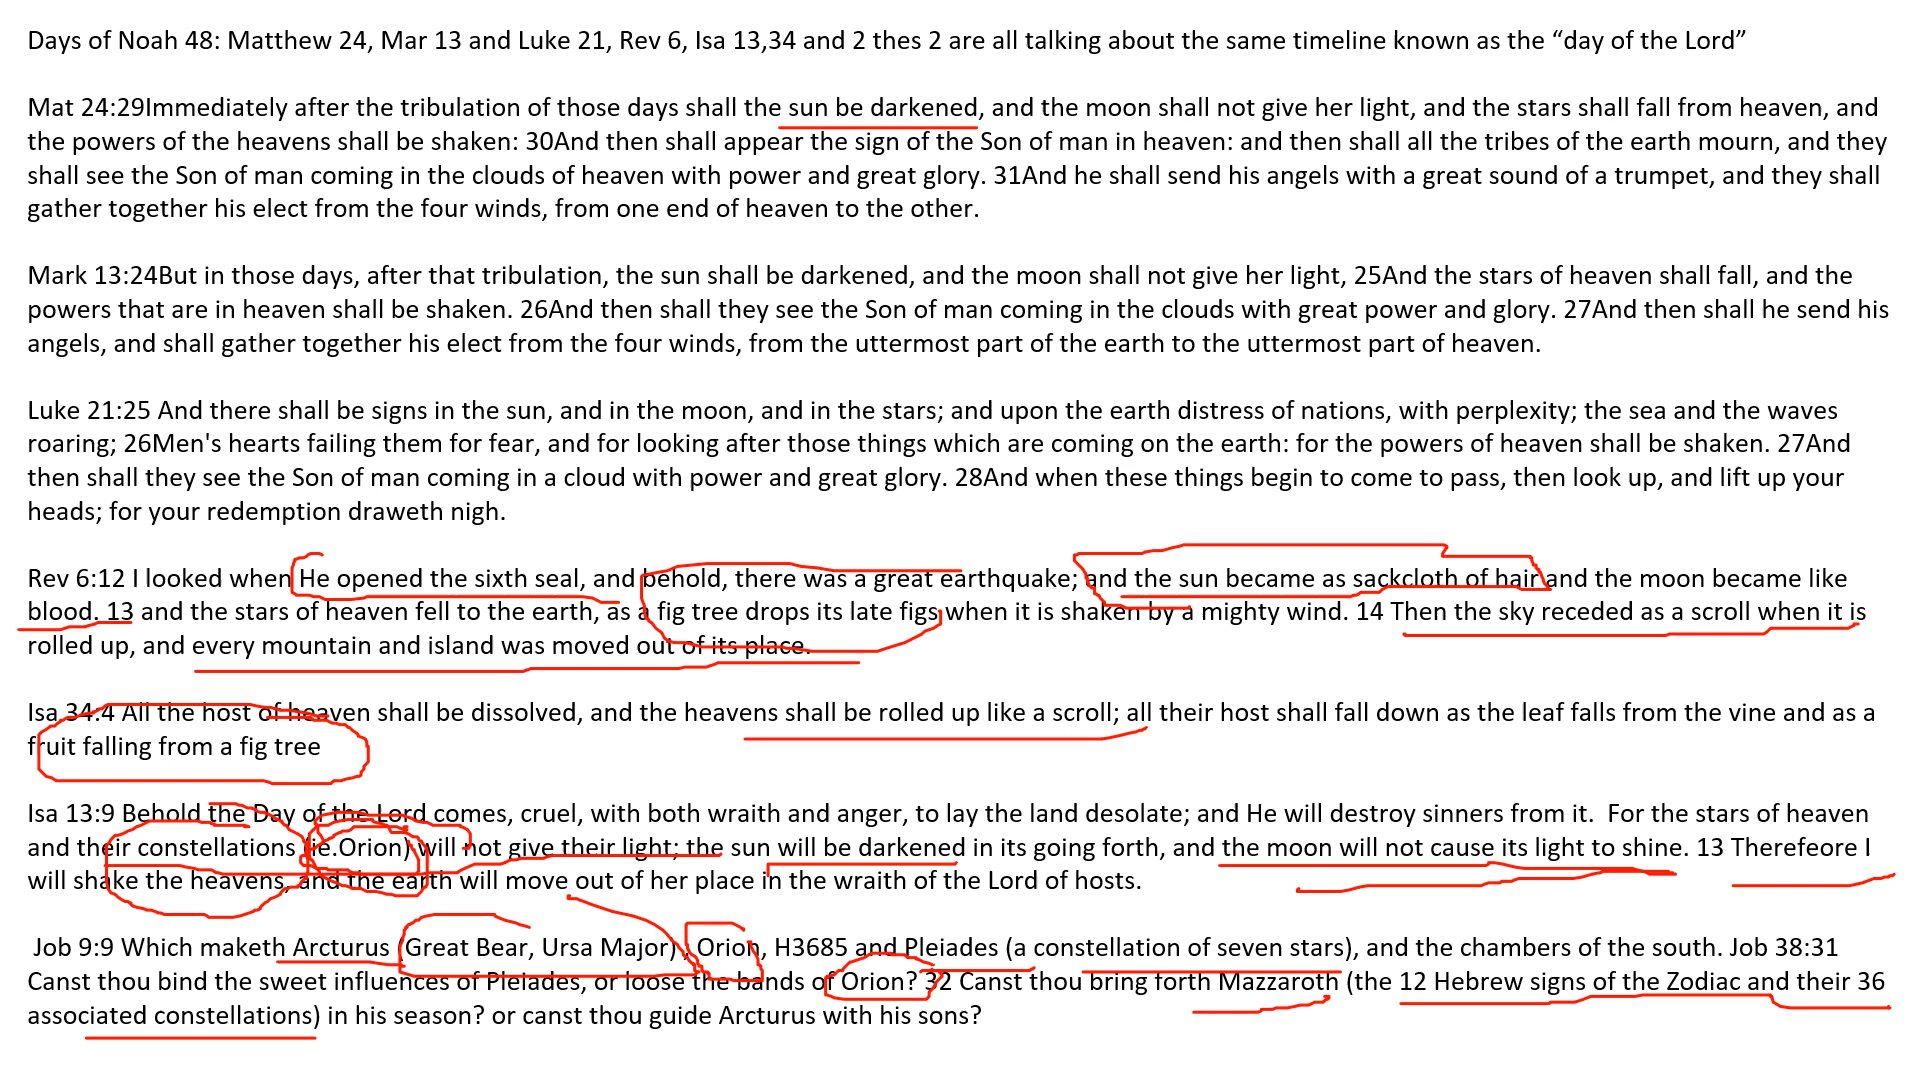 Days of Noah 48: Matthew 24, Mar 13 and Luke 21, Rev 6, Isa 13,34 and 2 thes 2 are all talking about the same timeline known as the “day of the Lord”
Mat 24:29Immediately after the tribulation of those days shall the sun be darkened, and the moon shall not give her light, and the stars shall fall from heaven, and
the powers of the heavens shall be shaken: 30And then shall appear the sign of the Son of man in heaven: and then shall all the tribes of the earth mourn, and they
shall see the Son of man coming in the clouds of heaven with power and great glory. 31And he shall send his angels with a great sound of a trumpet, and they shall
gather together his elect from the four winds, from one end of heaven to the other.
Mark 13:24But in those days, after that tribulation, the sun shall be darkened, and the moon shall not give her light, 25And the stars of heaven shall fall, and the
powers that are in heaven shall be shaken. 26And then shall they see the Son of man coming in the clouds with great power and glory. 27And then shall he send his
angels, and shall gather together his elect from the four winds, from the uttermost part of the earth to the uttermost part of heaven.
Luke 21:25 And there shall be signs in the sun, and in the moon, and in the stars; and upon the earth distress of nations, with perplexity; the sea and the waves
roaring; 26Men's hearts failing them for fear, and for looking after those things which are coming on the earth: for the powers of heaven shall be shaken. 27And
then shall they see the Son of man coming in a cloud with power and great glory. 28And when these things begin to come to pass, then look up, and lift up your
heads; for your redemption draweth nigh.
Rev 6:12 I looked when He opened the sixth seal, and behold, there was a great earthquake; and the sun became as sackcloth of hair and the moon became like
blood. 13 and the stars of heaven fell to the earth, as a fig tree drops its late figs when it is shaken by a mighty wind. 14 Then the sky receded as a scroll when it is
rolled up, and every mountain and island was moved out of its place.
Isa 34:4 All the host of heaven shall be dissolved, and the heavens shall be rolled up like a scroll; all their host shall fall down as the leaf falls from the vine and as a
fruit falling from a fig tree
Isa 13:9 Behold the Day of the Lord comes, cruel, with both wraith and anger, to lay the land desolate; and He will destroy sinners from it.  For the stars of heaven
and their constellations (ie.Orion) will not give their light; the sun will be darkened in its going forth, and the moon will not cause its light to shine. 13 Therefeore I
will shake the heavens, and the earth will move out of her place in the wraith of the Lord of hosts.
Job 9:9 Which maketh Arcturus (Great Bear, Ursa Major) , Orion, H3685 and Pleiades (a constellation of seven stars), and the chambers of the south. Job 38:31
Canst thou bind the sweet influences of Pleiades, or loose the bands of Orion? 32 Canst thou bring forth Mazzaroth (the 12 Hebrew signs of the Zodiac and their 36
associated constellations) in his season? or canst thou guide Arcturus with his sons?